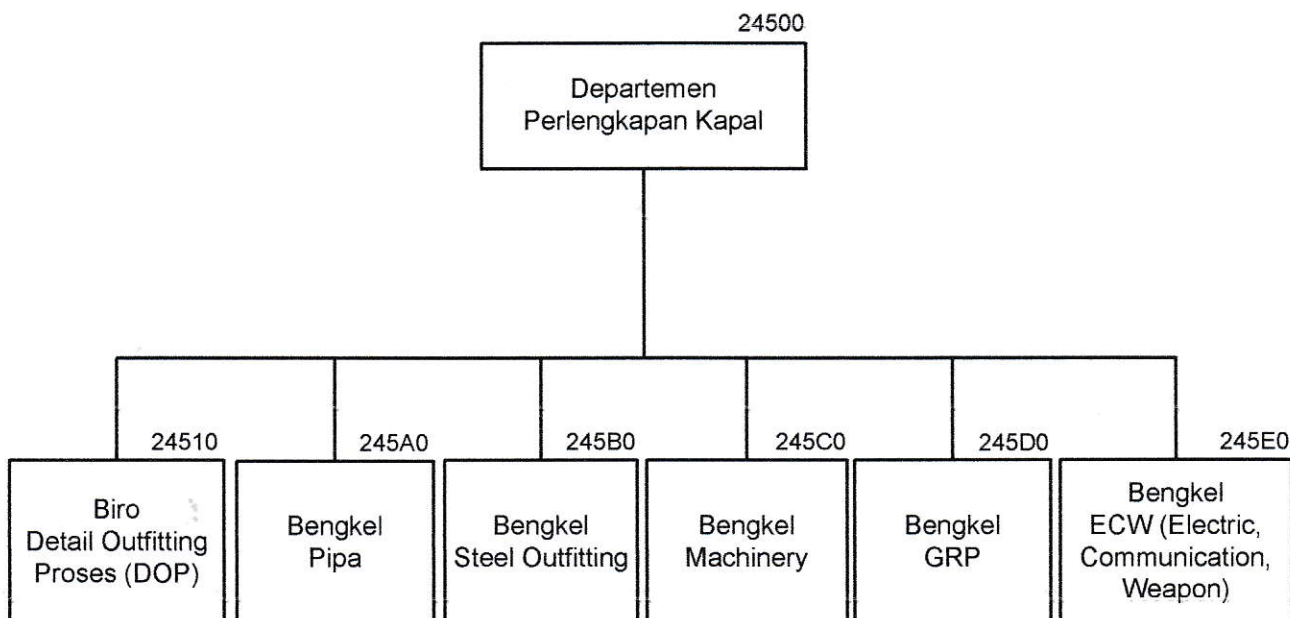 24500
Departemen
Perlengkapan Kapal
24510
Biro
Detail Outfitting
Proses (DOP)
245A0
Bengkel
Pipa
245B0
Bengkel
Steel Outfitting
245C0
Bengkel
Machinery
245D0
Bengkel
GRP
245E0
Bengkel
ECW (Electric,
Communication,
Weapon)